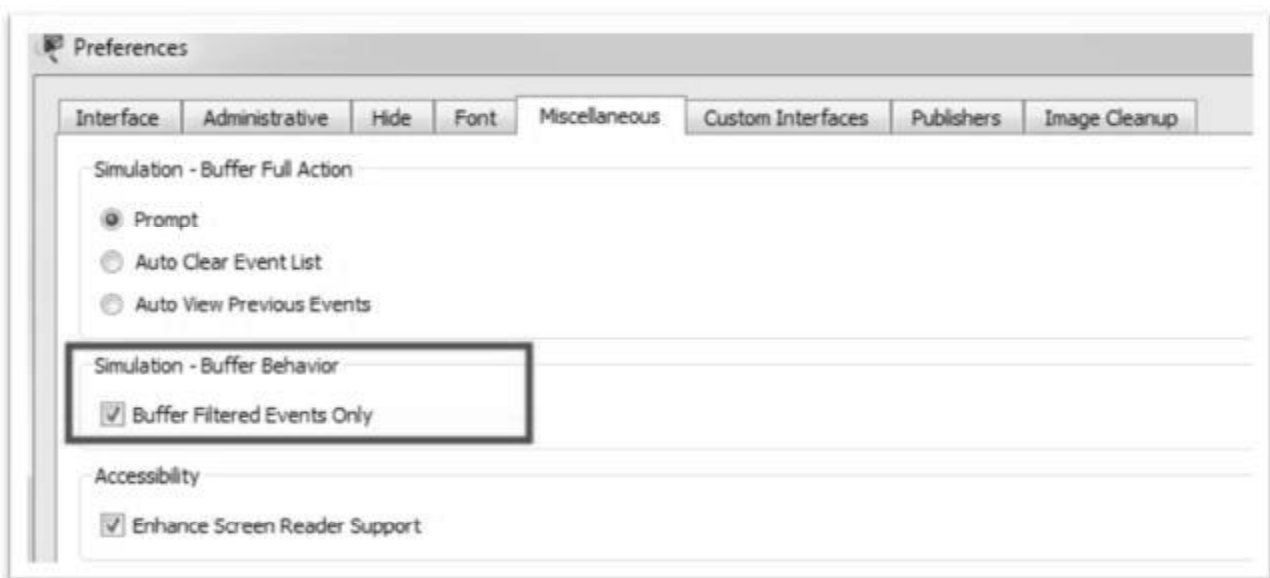 Preferences
Interface Administrative Hide Font Miscellaneous Custom Interfaces Publishers Image Cleanup
Simulation - Buffer Full Action
Prompt
Auto Clear Event List
Auto View Previous Events
Simulation - Buffer Behavior
Buffer Filtered Events Only
Accessibility
Enhance Screen Reader Support